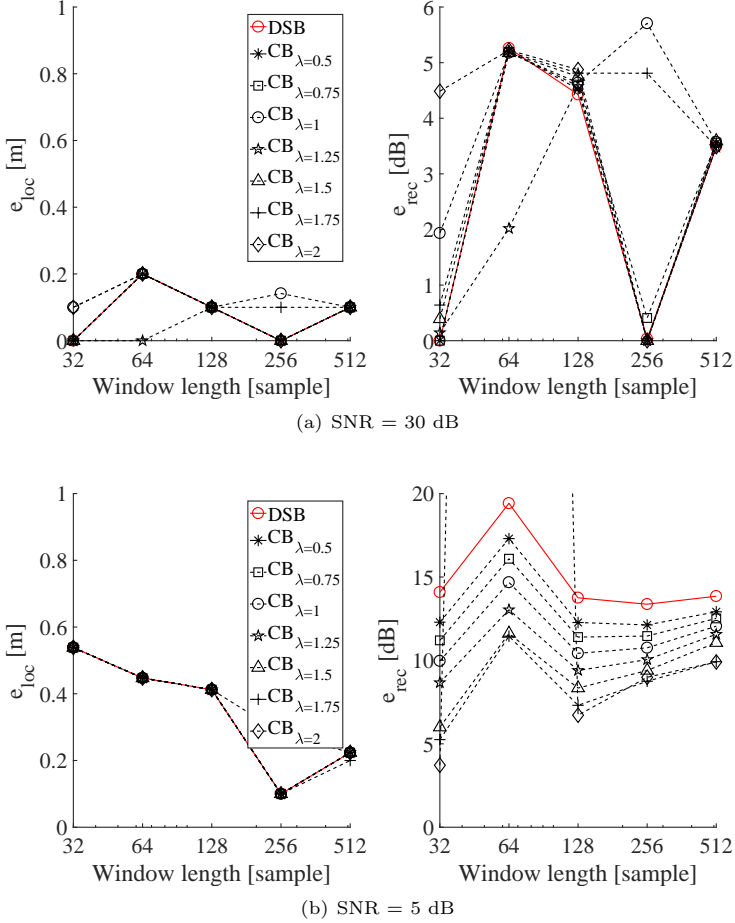 1
0.8
0.6
0.4
0.2
0
e_loc [m]
32 64 128 256 512
Window length [sample]
DSB
CB_λ=0.5
CB_λ=0.75
CB_λ=1
CB_λ=1.25
CB_λ=1.5
CB_λ=1.75
CB_λ=2
6
5
4
3
2
1
0
e_rec [dB]
32 64 128 256 512
Window length [sample]
(a) SNR = 30 dB
1
0.8
0.6
0.4
0.2
0
e_loc [m]
32 64 128 256 512
Window length [sample]
DSB
CB_λ=0.5
CB_λ=0.75
CB_λ=1
CB_λ=1.25
CB_λ=1.5
CB_λ=1.75
CB_λ=2
20
15
10
5
0
e_rec [dB]
32 64 128 256 512
Window length [sample]
(b) SNR = 5 dB